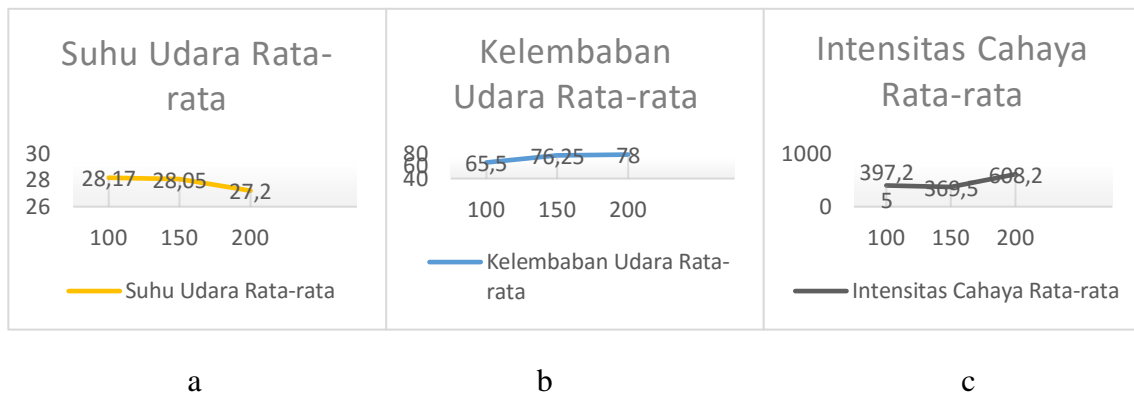 Suhu Udara Rata-
rata
30
28
26
28,17
28,05
27,2
100 150 200
Suhu Udara Rata-rata
Kelembaban
Udara Rata-rata
80
60
40
65,5
76,25
78
100 150 200
Kelembaban Udara Rata-
rata
Intensitas Cahaya
Rata-rata
1000
0
397,2
5
369,5
608,2
100 150 200
Intensitas Cahaya Rata-rata
a b c